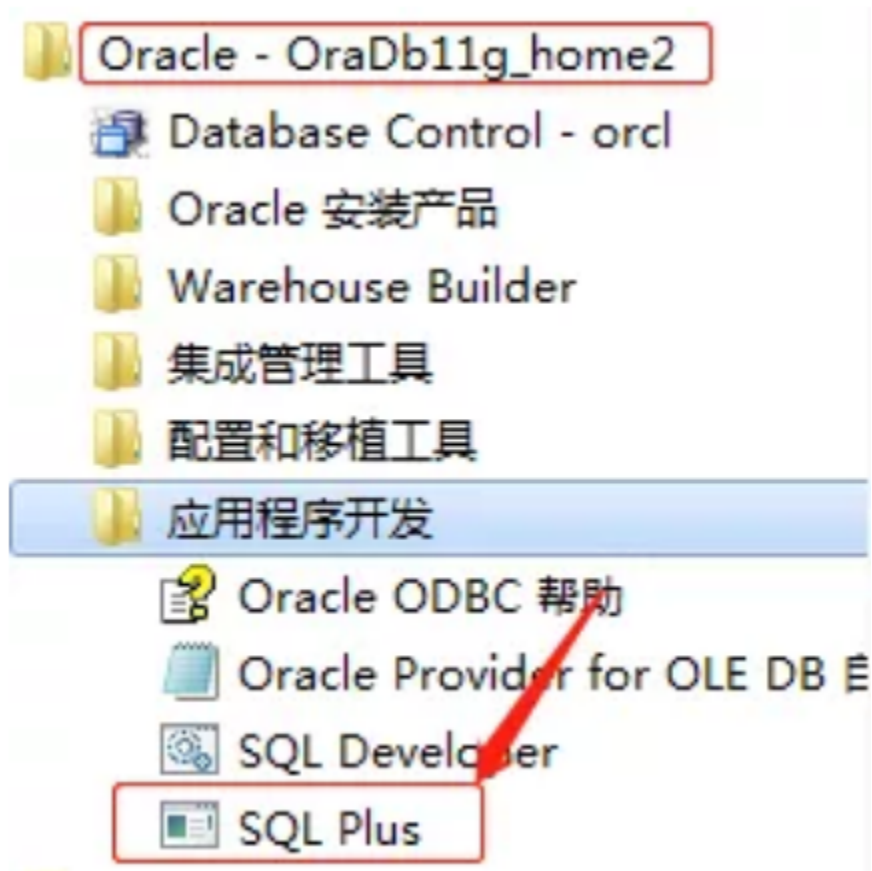 Oracle - OraDb11g_home2
Database Control - orcl
Oracle 安装产品
Warehouse Builder
集成管理工具
配置和移植工具
应用程序开发
Oracle ODBC 帮助
Oracle Provider for OLE DB
SQL Developer
SQL Plus